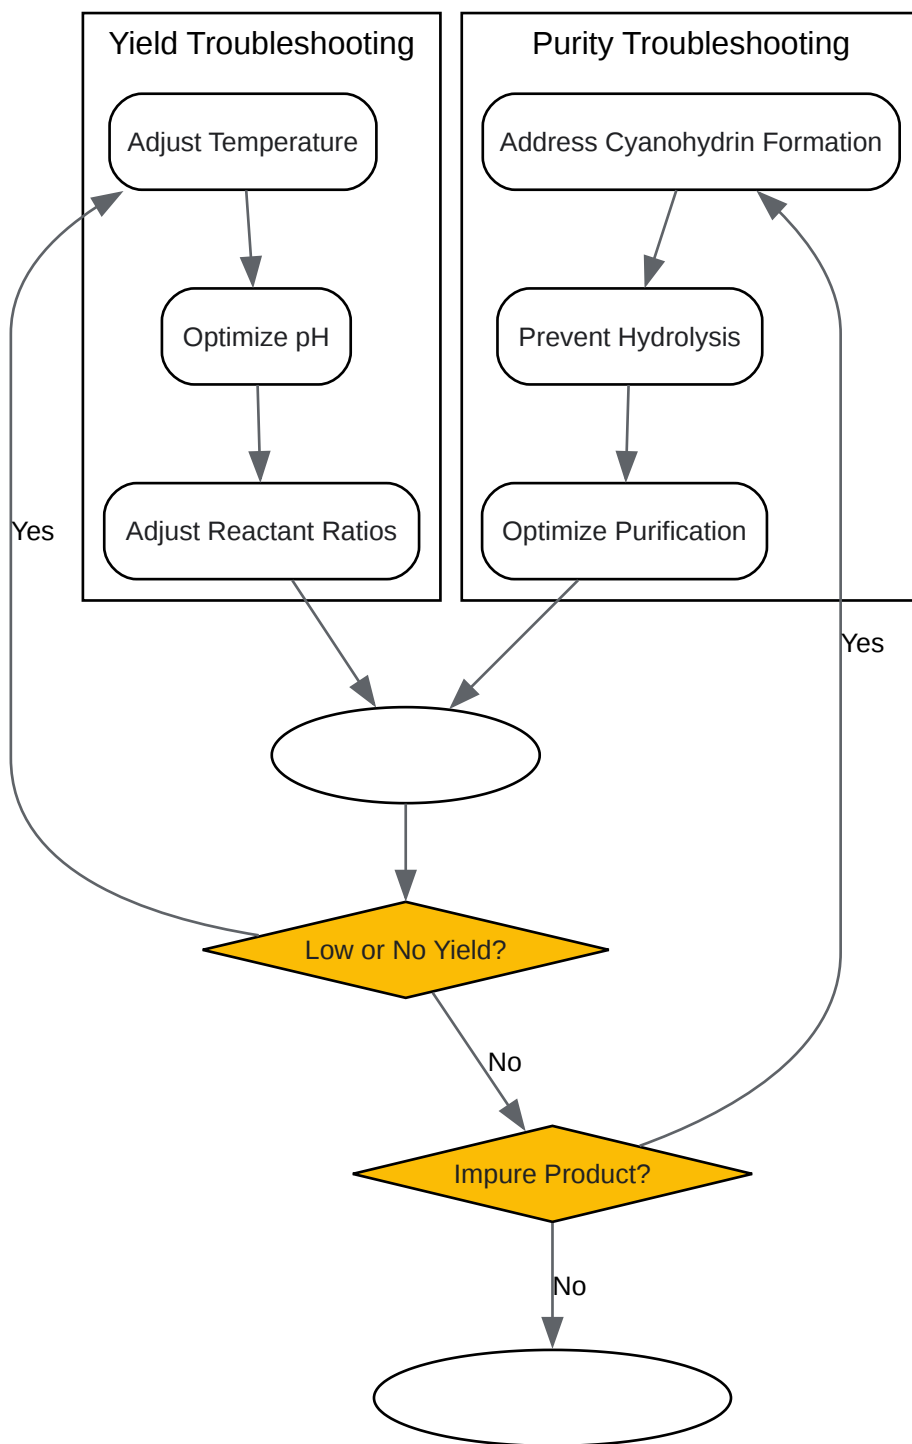 Yield Troubleshooting
Purity Troubleshooting
Adjust Temperature
Address Cyanohydrin Formation
Optimize pH
Prevent Hydrolysis
Adjust Reactant Ratios
Optimize Purification
Yes
Yes
Low or No Yield?
No
Impure Product?
No